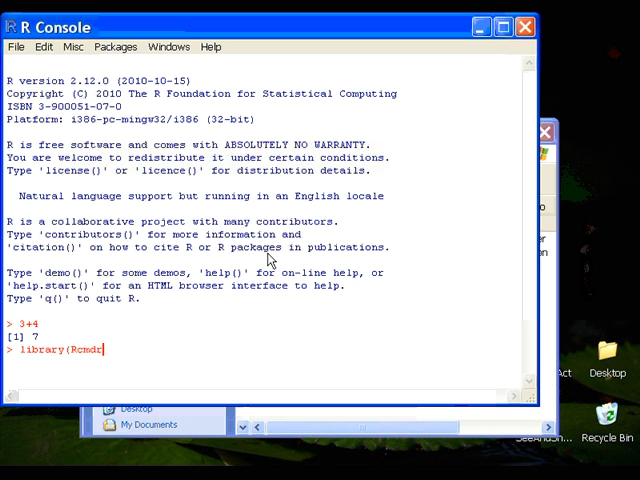 R Console
File Edit Misc Packages Windows Help
R version 2.12.0 (2010-10-15)
Copyright (C) 2010 The R Foundation for Statistical Computing
ISBN 3-900051-07-0
Platform: i386-pc-mingw32/i386 (32-bit)
R is free software and comes with ABSOLUTELY NO WARRANTY.
You are welcome to redistribute it under certain conditions.
Type 'license()' or 'licence()' for distribution details.
Natural language support but running in an English locale
R is a collaborative project with many contributors.
Type 'contributors()' for more information and
'citation()' on how to cite R or R packages in publications.
Type 'demo()' for some demos, 'help()' for on-line help, or
'help.start()' for an HTML browser interface to help.
Type 'q()' to quit R.
> 3+4
[1] 7
> library(Rcmdr
Act
Desktop
Desktop
My Documents
Recycle Bin